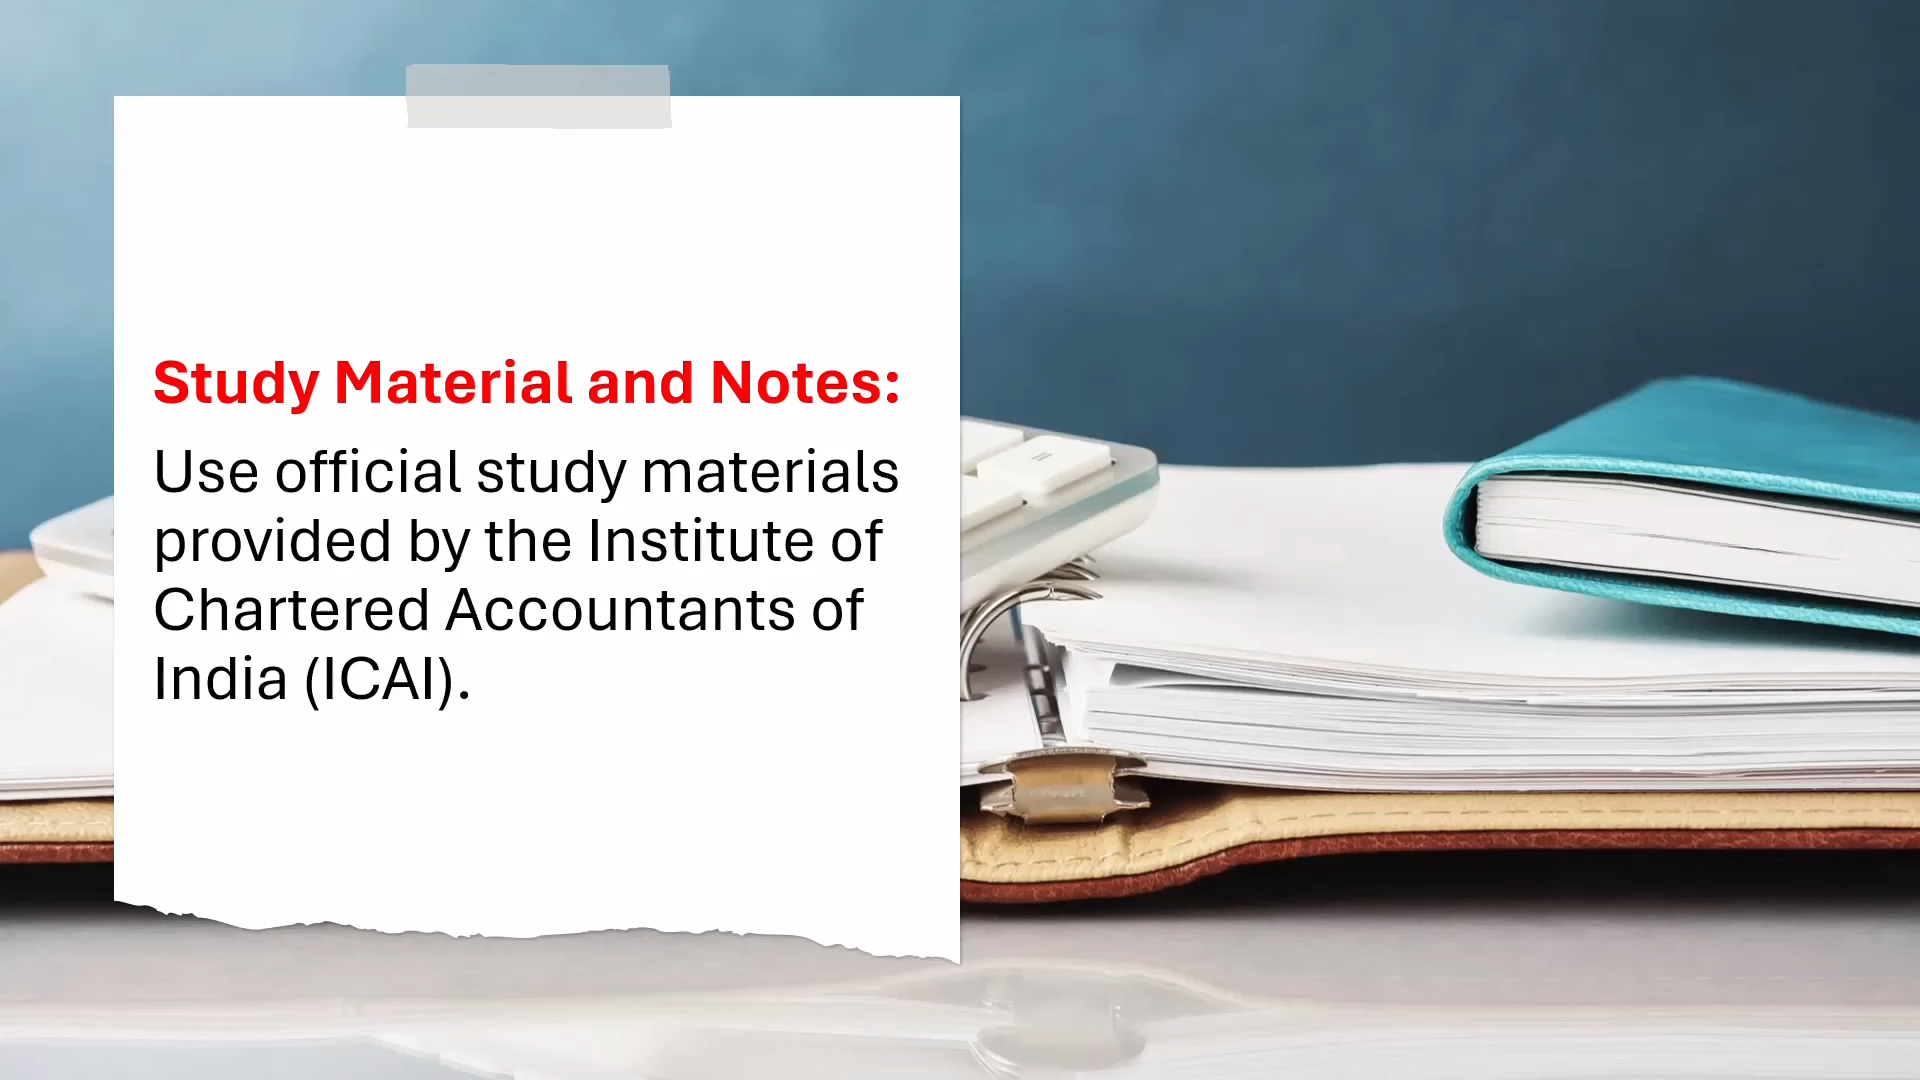 Study Material and Notes:
Use official study materials
provided by the Institute of
Chartered Accountants of
India (ICAI).